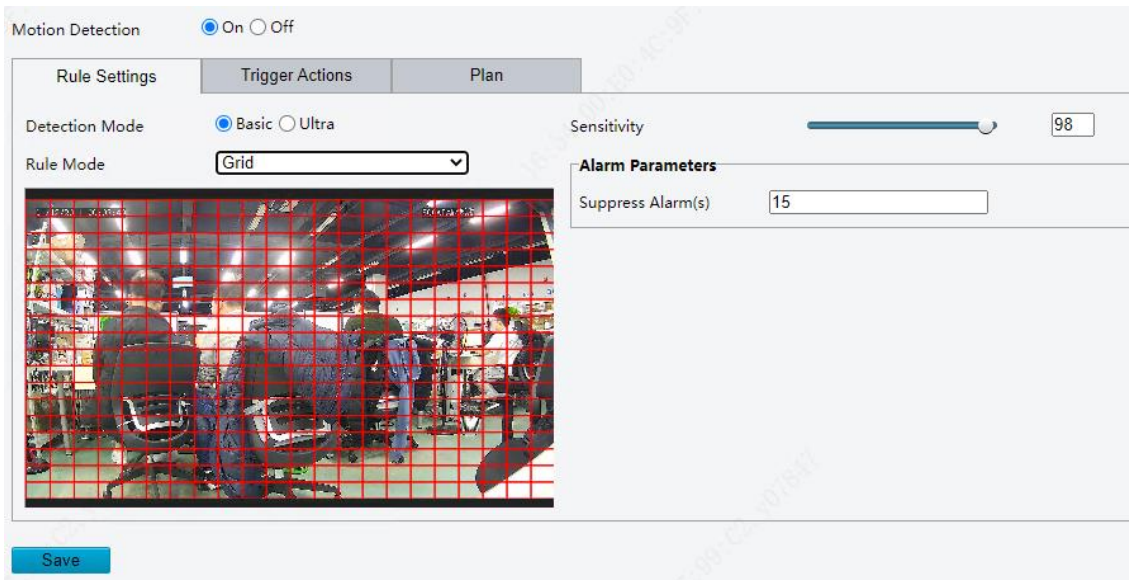 Motion Detection On Off
Rule Settings Trigger Actions Plan
Detection Mode Basic Ultra
Sensitivity 98
Rule Mode Grid
Alarm Parameters
Suppress Alarm(s) 15
Save